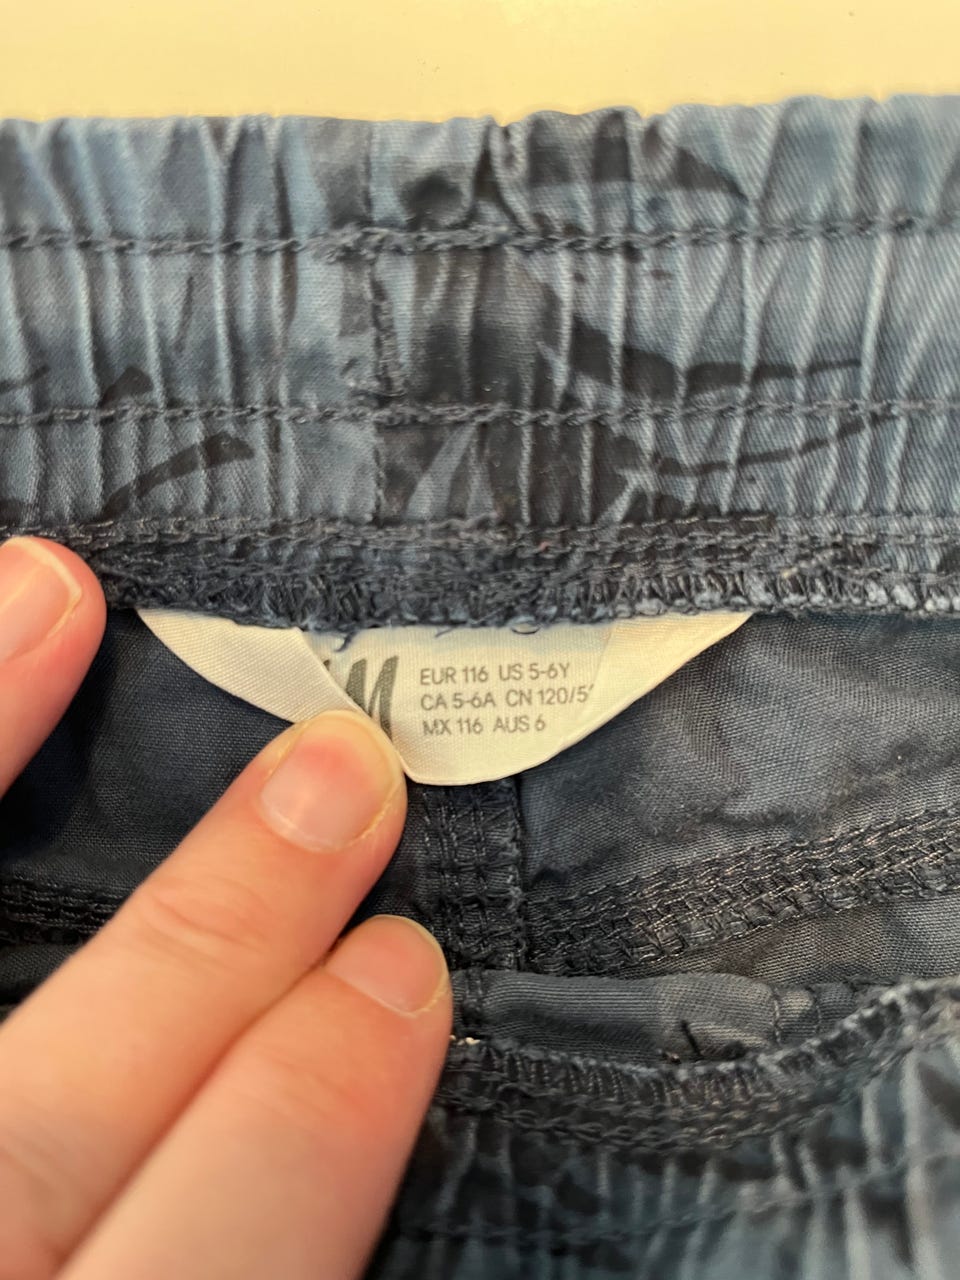 M
EUR 116 US 5-6Y
CA 5-6A CN 120/5
MX 116 AUS 6